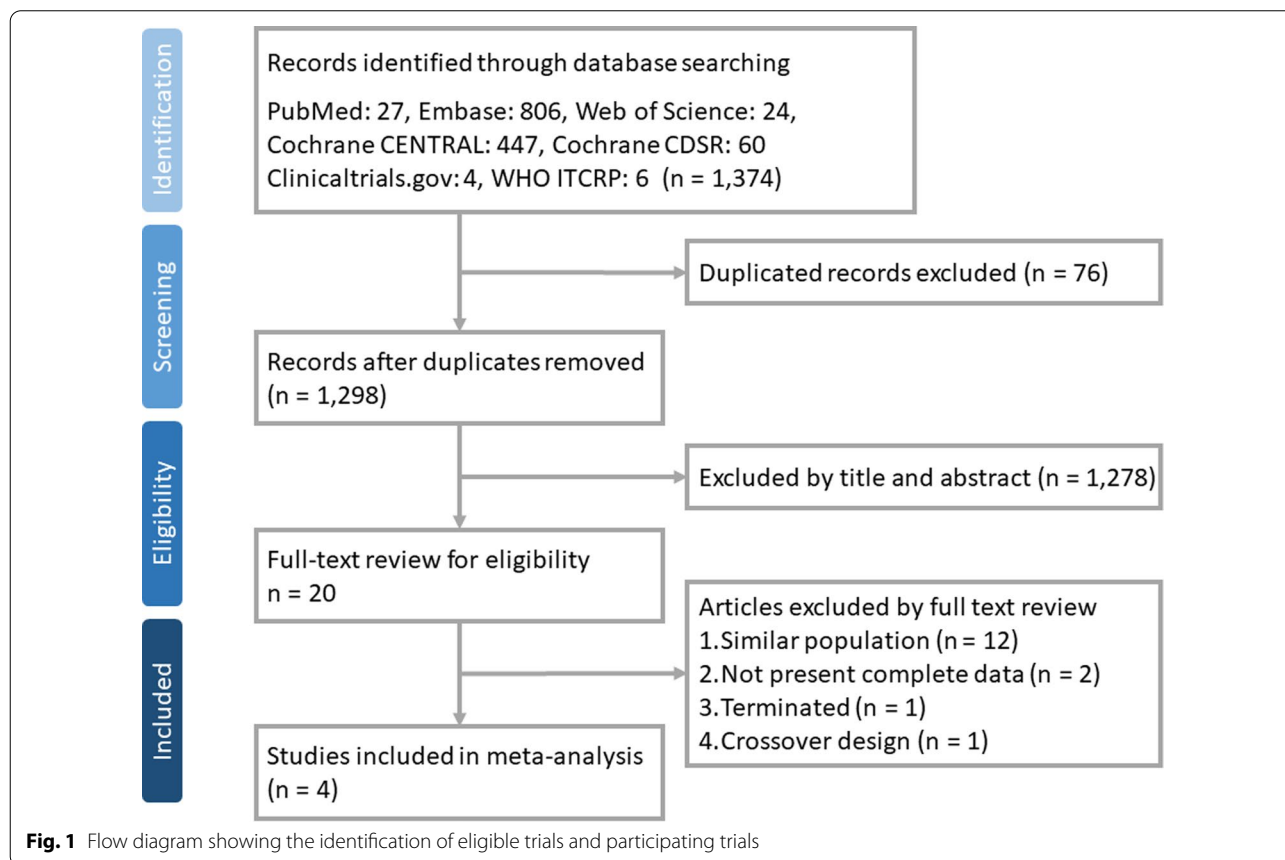 Identification
Records identified through database searching
PubMed: 27, Embase: 806, Web of Science: 24,
Cochrane CENTRAL: 447, Cochrane CDSR: 60
Clinicaltrials.gov: 4, WHO ITCRP: 6 (n = 1,374)
Screening
Duplicated records excluded (n = 76)
Records after duplicates removed
(n = 1,298)
Eligibility
Excluded by title and abstract (n = 1,278)
Full-text review for eligibility
n = 20
Articles excluded by full text review
1.Similar population (n = 12)
2.Not present complete data (n = 2)
3.Terminated (n = 1)
4.Crossover design (n = 1)
Included
Studies included in meta-analysis
(n = 4)
Fig. 1 Flow diagram showing the identification of eligible trials and participating trials